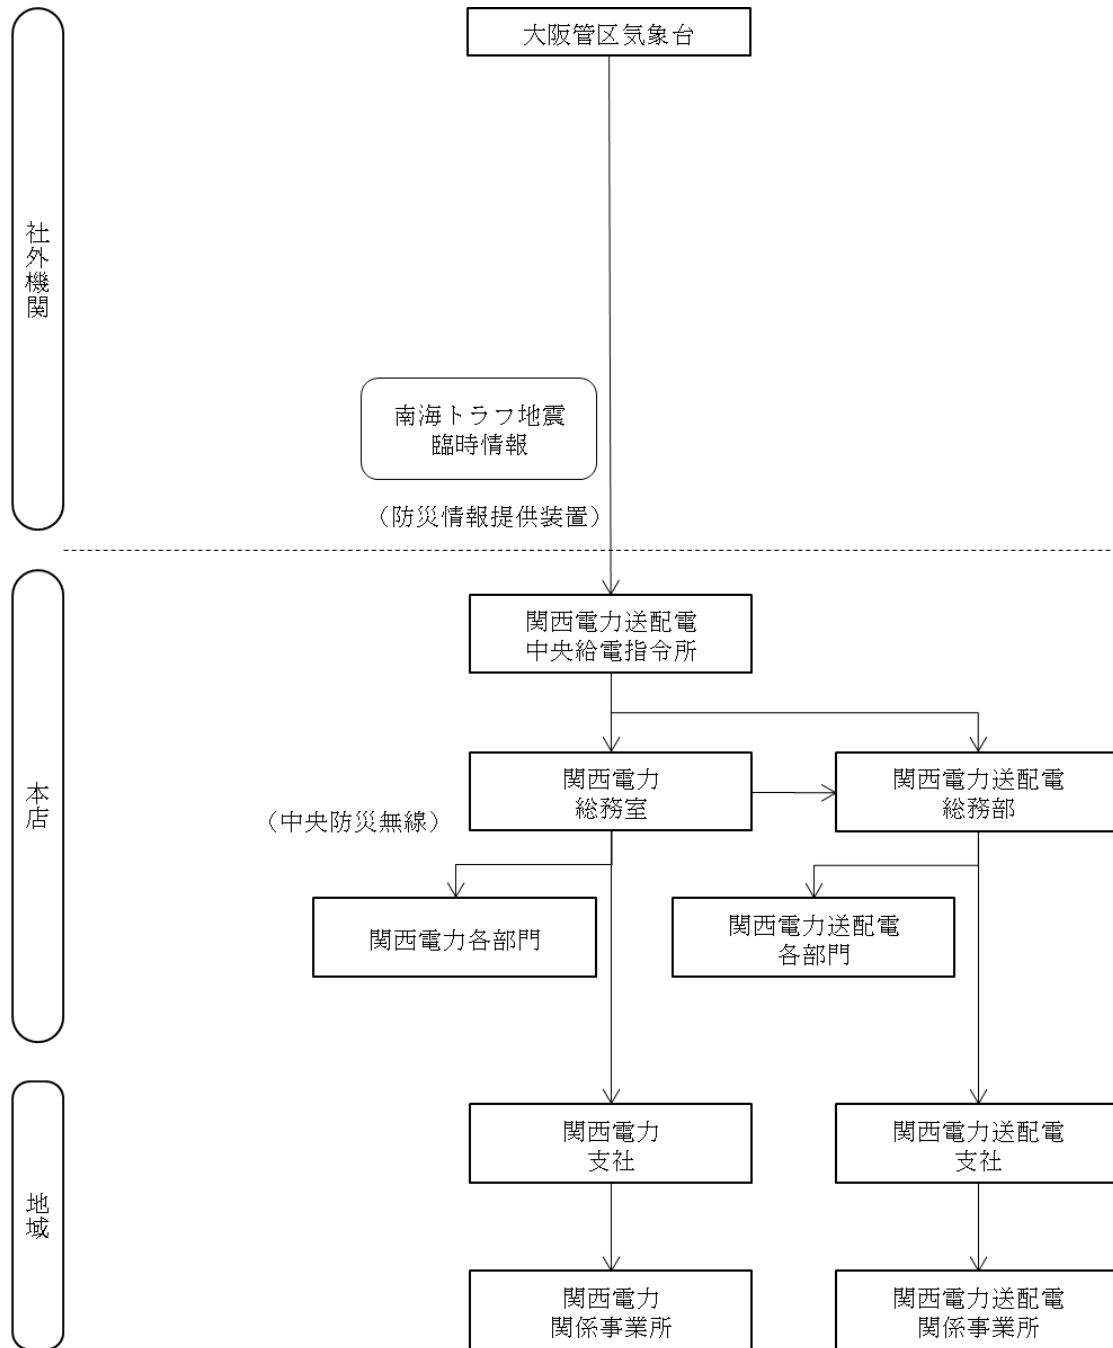 大阪管区気象台
社外機関
南海トラフ地震
臨時情報
（防災情報提供装置）
関西電力送配電
中央給電指令所
本店
関西電力
総務室
関西電力送配電
総務部
（中央防災無線）
関西電力各部門
関西電力送配電
各部門
地域
関西電力
支社
関西電力送配電
支社
関西電力
関係事業所
関西電力送配電
関係事業所